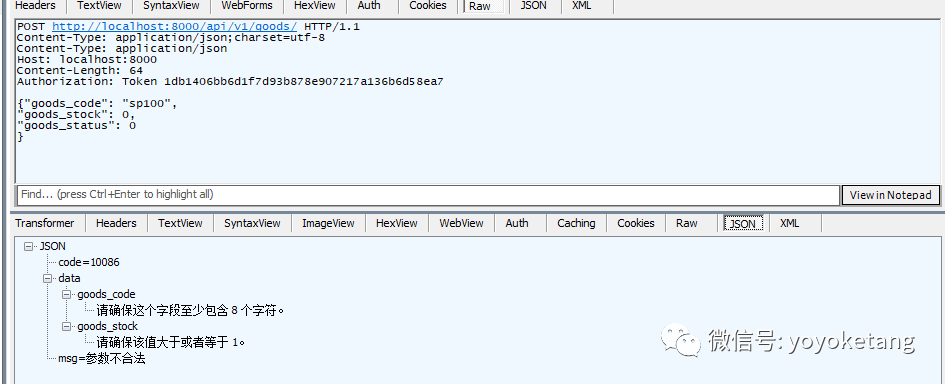 Headers TextView SyntaxView WebForms HexView Auth Cookies Raw JSON XML
POST http://localhost:8000/api/v1/goods/ HTTP/1.1
Content-Type: application/json;charset=utf-8
Content-Type: application/json
Host: localhost:8000
Content-Length: 64
Authorization: Token 1db1406bb6d1f7d93b878e907217a136b6d58ea7
{"goods_code": "sp100",
"goods_stock": 0,
"goods_status": 0
}
Find... (press Ctrl+Enter to highlight all) View in Notepad
Transformer Headers TextView SyntaxView ImageView HexView WebView Auth Caching Cookies Raw JSON XML
JSON
code=10086
data
goods_code
请确保这个字段至少包含 8 个字符。
goods_stock
请确保该值大于或者等于 1。
msg=参数不合法
微信号: yoyoketang